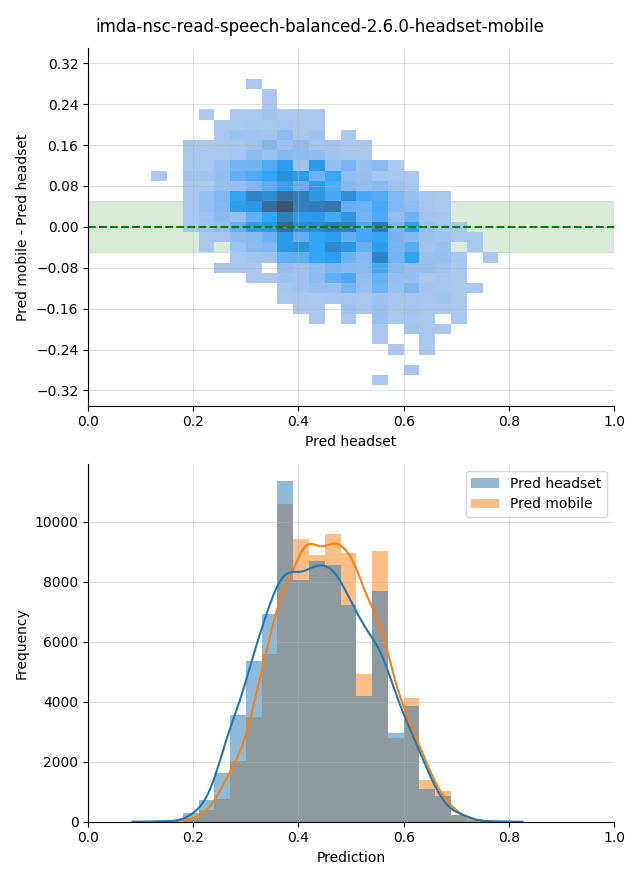 imda-nsc-read-speech-balanced-2.6.0-headset-mobile
0.32
0.24
0.16
0.08
0.00
−0.08
−0.16
−0.24
−0.32
Pred mobile - Pred headset
0.0 0.2 0.4 0.6 0.8 1.0
Pred headset
Pred headset
Pred mobile
10000
8000
6000
4000
2000
0
Frequency
0.0 0.2 0.4 0.6 0.8 1.0
Prediction